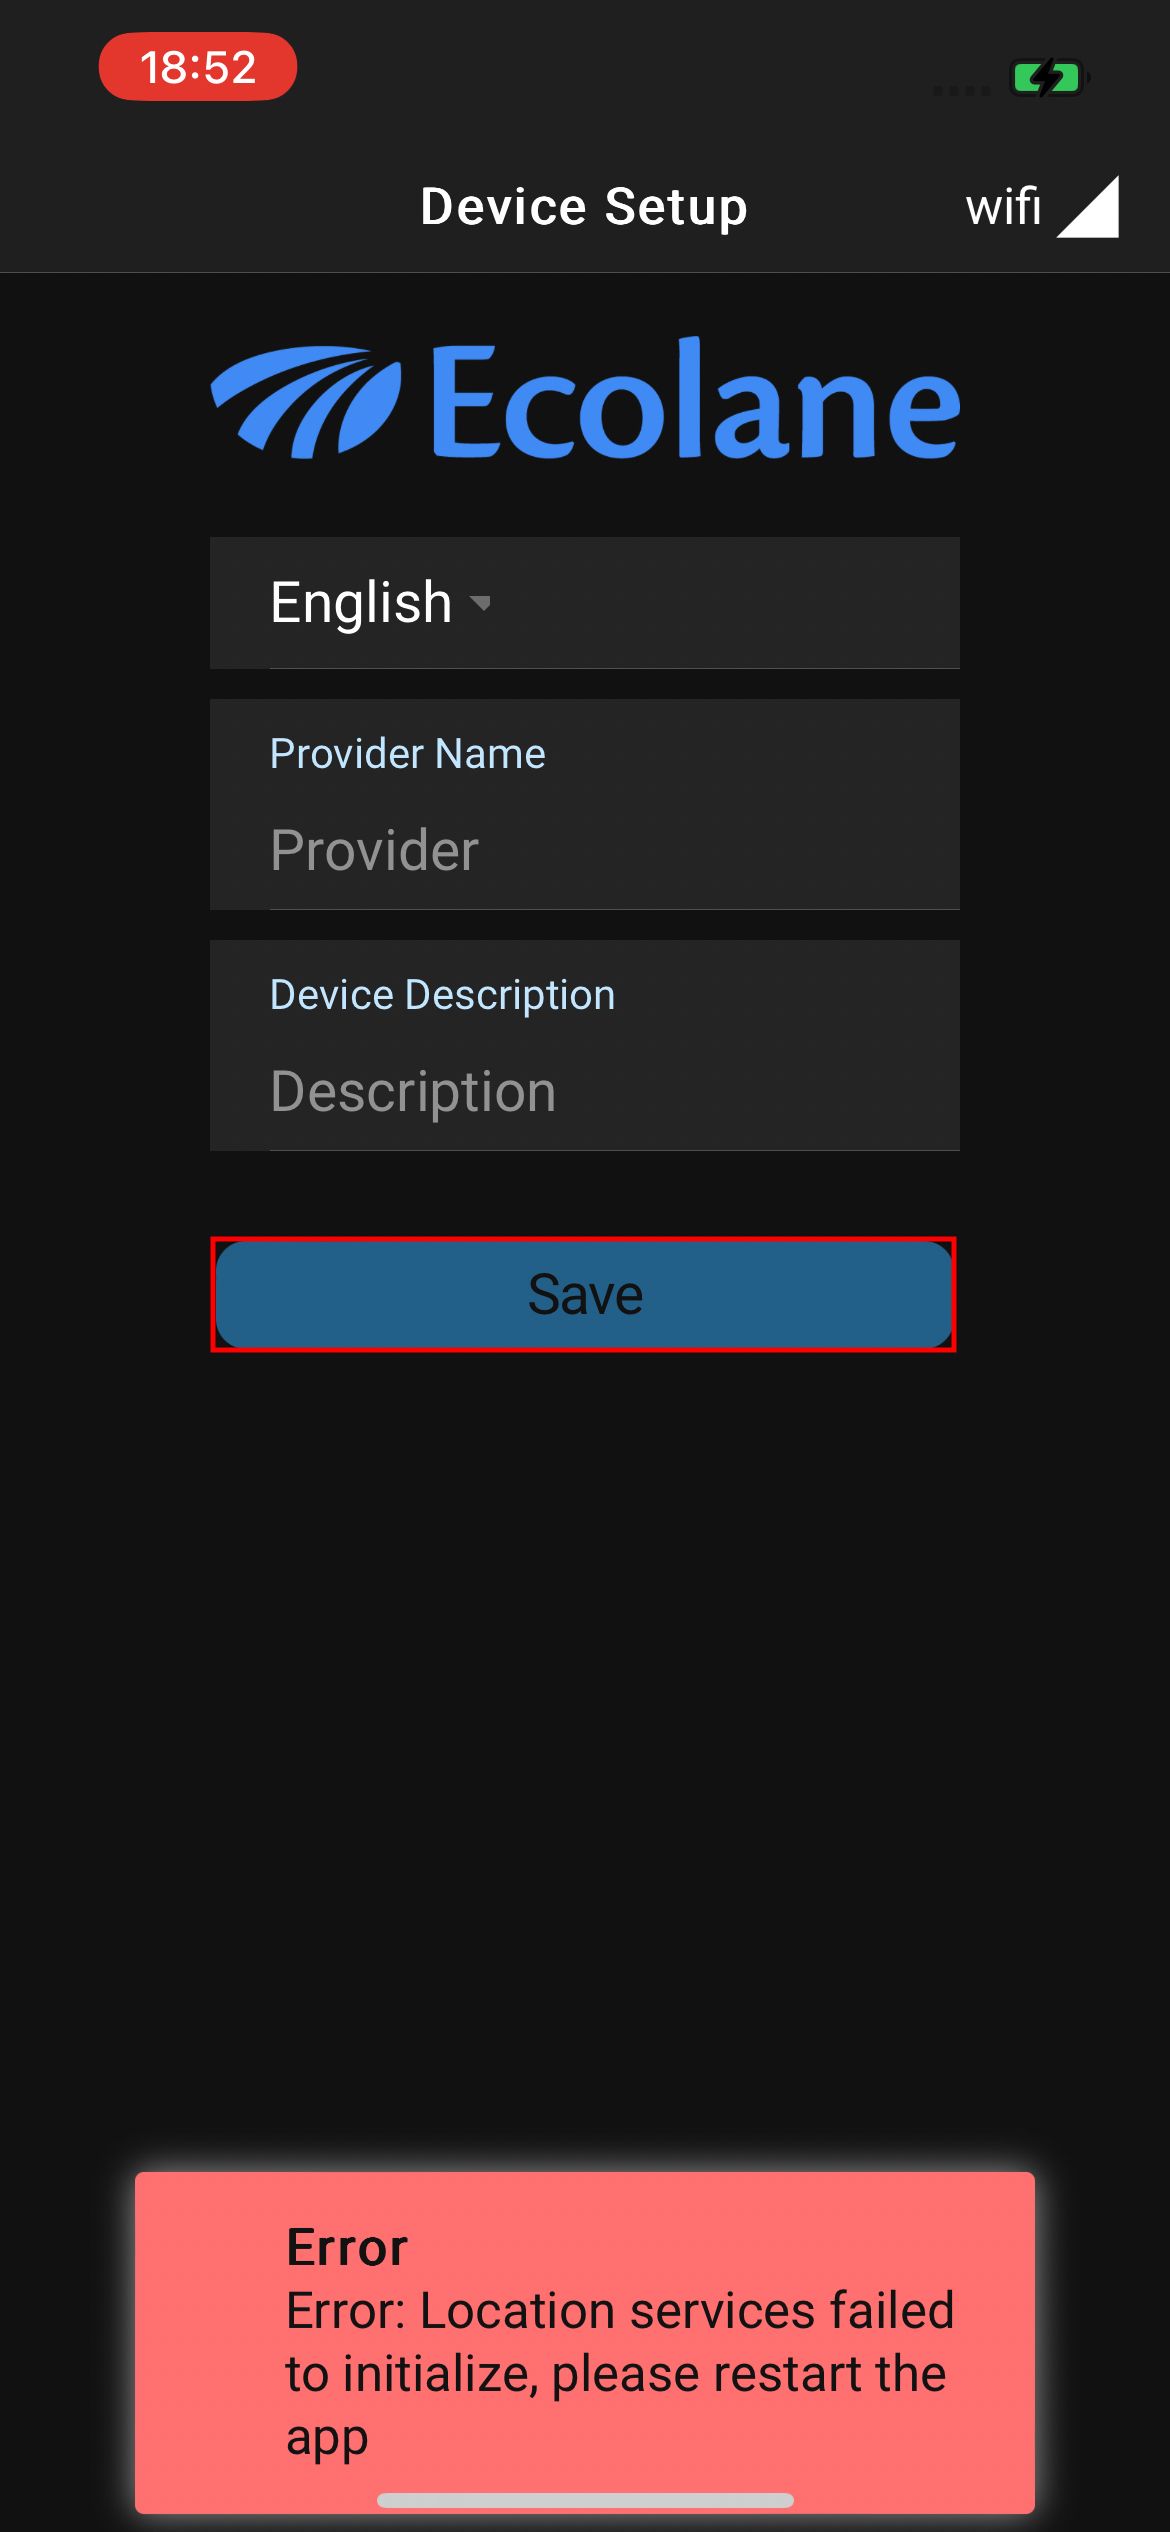 18:52
Device Setup
wifi
Ecolane
English
Provider Name
Provider
Device Description
Description
Save
Error
Error: Location services failed
to initialize, please restart the
app